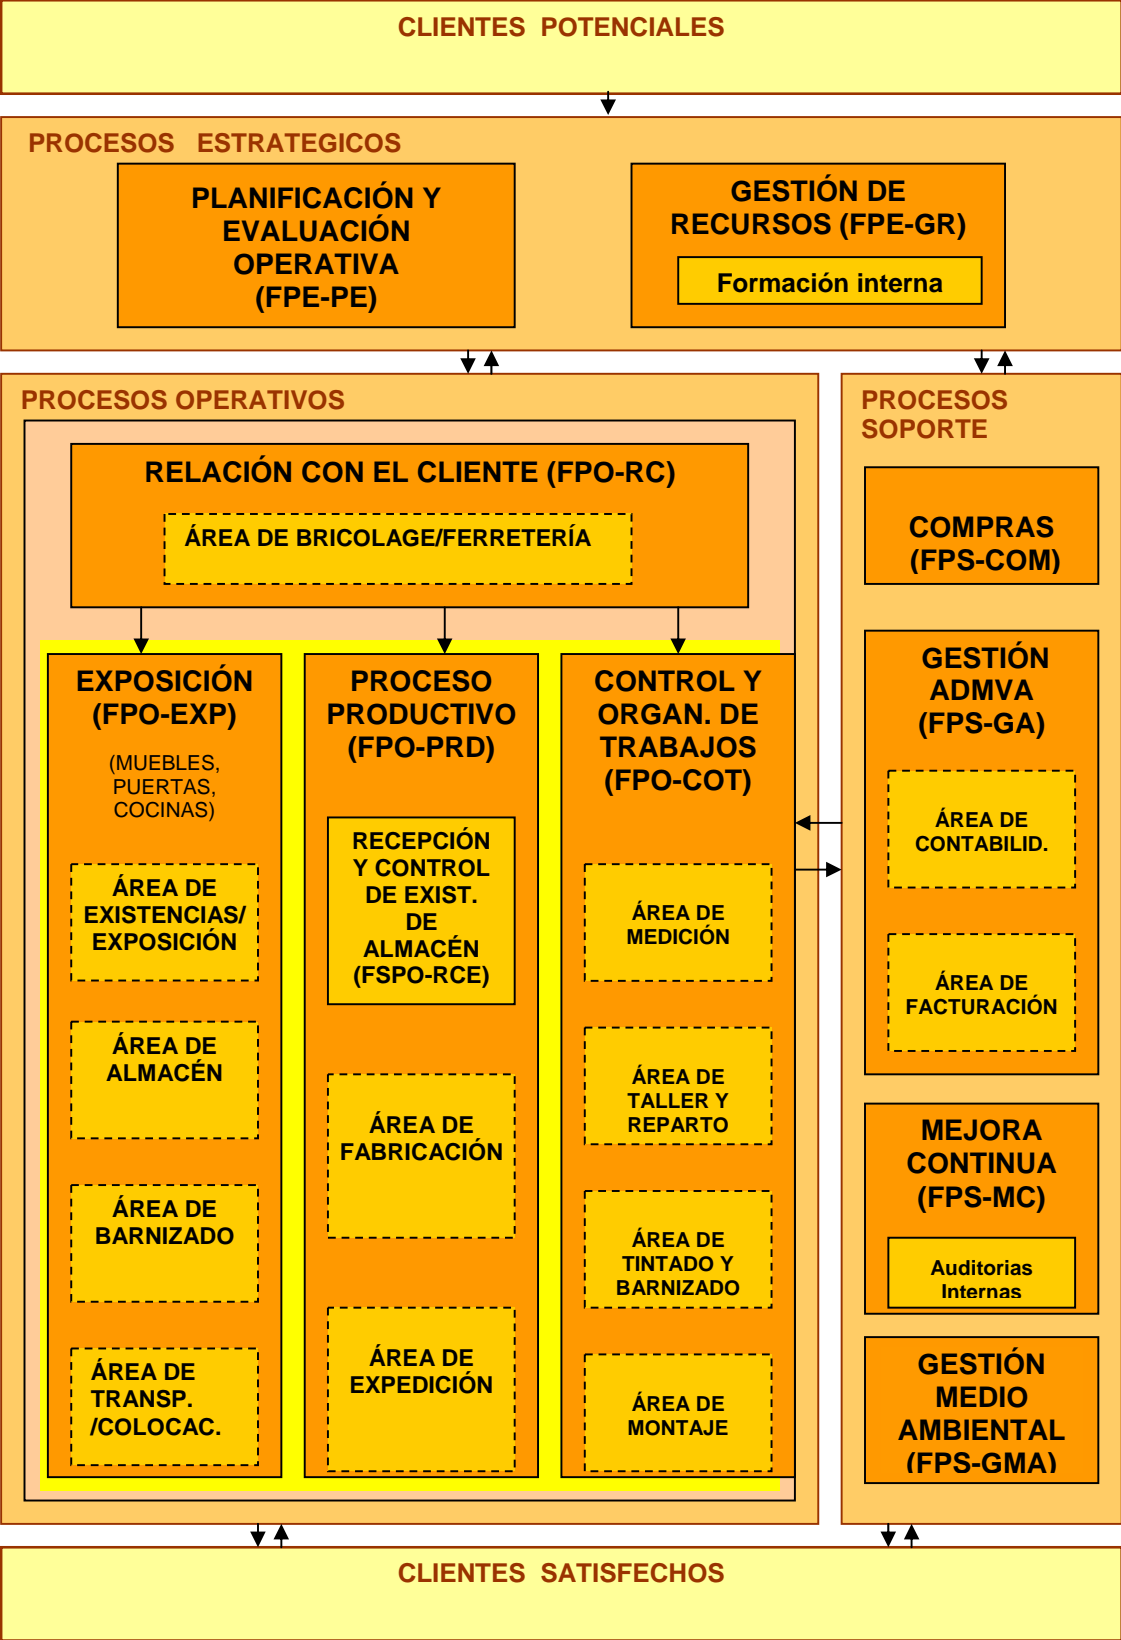 CLIENTES POTENCIALES
PROCESOS ESTRATEGICOS
PLANIFICACIÓN Y
EVALUACIÓN
OPERATIVA
(FPE-PE)
GESTIÓN DE
RECURSOS (FPE-GR)
Formación interna
PROCESOS OPERATIVOS
RELACIÓN CON EL CLIENTE (FPO-RC)
ÁREA DE BRICOLAGE/FERRETERÍA
EXPOSICIÓN
(FPO-EXP)
(MUEBLES,
PUERTAS,
COCINAS)
ÁREA DE
EXISTENCIAS/
EXPOSICIÓN
ÁREA DE
ALMACÉN
ÁREA DE
BARNIZADO
ÁREA DE
TRANSP.
/COLOCAC.
PROCESO
PRODUCTIVO
(FPO-PRD)
RECEPCIÓN
Y CONTROL
DE EXIST.
DE
ALMACÉN
(FSPO-RCE)
ÁREA DE
FABRICACIÓN
ÁREA DE
EXPEDICIÓN
CONTROL Y
ORGAN. DE
TRABAJOS
(FPO-COT)
ÁREA DE
MEDICIÓN
ÁREA DE
TALLER Y
REPARTO
ÁREA DE
TINTADO Y
BARNIZADO
ÁREA DE
MONTAJE
PROCESOS
SOPORTE
COMPRAS
(FPS-COM)
GESTIÓN
ADMVA
(FPS-GA)
ÁREA DE
CONTABILID.
ÁREA DE
FACTURACIÓN
MEJORA
CONTINUA
(FPS-MC)
Auditorias
Internas
GESTIÓN
MEDIO
AMBIENTAL
(FPS-GMA)
CLIENTES SATISFECHOS